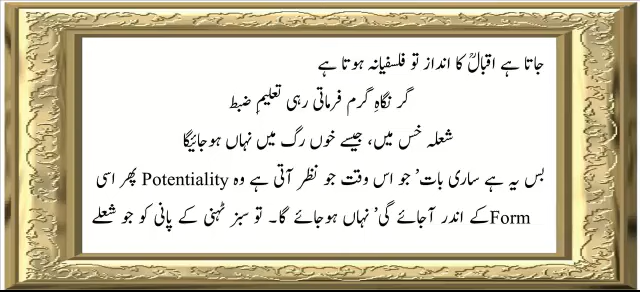 جاتا ہے اقبالؒ کا انداز تو فلسفیانہ ہوتا ہے
گر نگاہِ گرم فرماتی رہی تعلیمِ ضبط
شعلہ خس میں، جیسے خوں رگ میں نہاں ہوجائیگا
بس یہ ہے ساری بات’ جو اس وقت جو نظر آتی ہے وہ Potentiality پھر اسی
Form کے اندر آجائے گی’ نہاں ہوجائے گا۔ تو سبز ٹہنی کے پانی کو جو شعلے